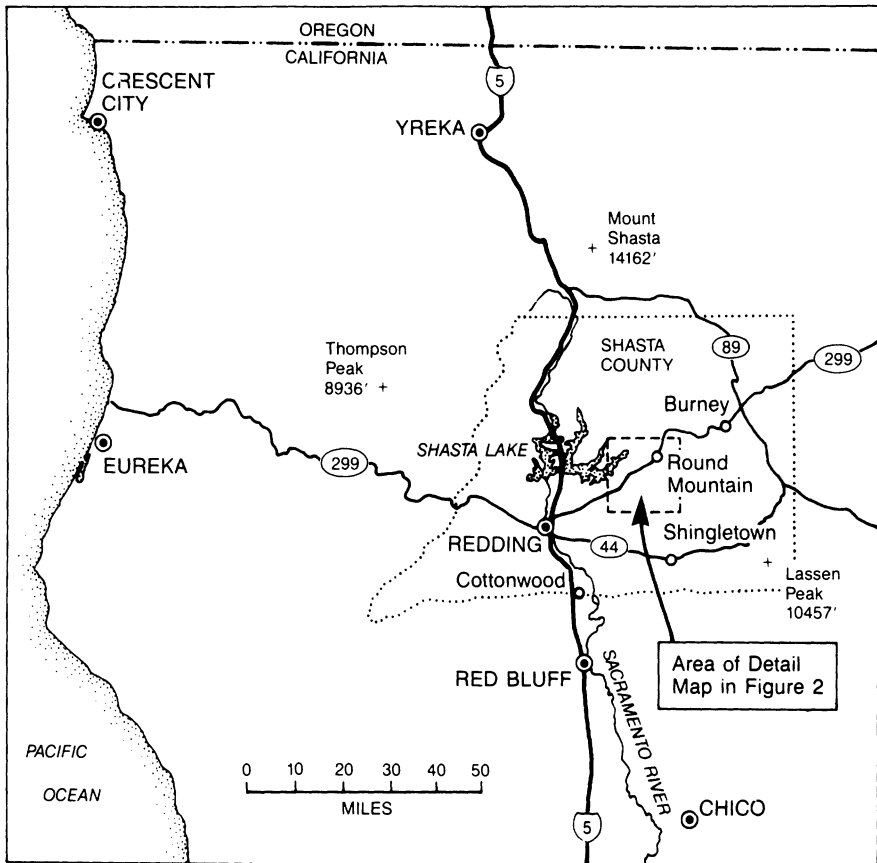 OREGON
CALIFORNIA
CRESCENT
CITY
5
YREKA
Mount
Shasta
14162'
Thompson
Peak
8936'
SHASTA
COUNTY
89
299
Burney
SHASTA LAKE
EUREKA
299
Round
Mountain
REDDING
44
Shingletown
Cottonwood
Lassen
Peak
10457'
RED BLUFF
SACRAMENTO RIVER
Area of Detail
Map in Figure 2
PACIFIC
OCEAN
0 10 20 30 40 50
MILES
5
CHICO